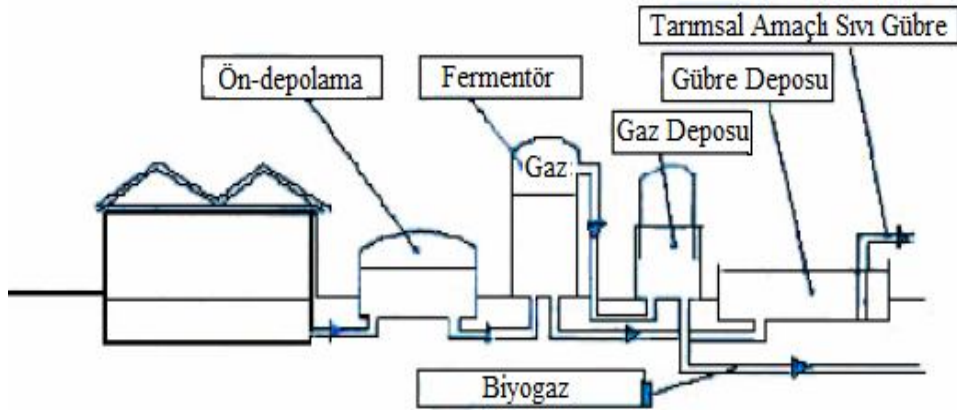 Tarımsal Amaçlı Sıvı Gübre
Ön-depolama
Fermentör
Gübre Deposu
Gaz Deposu
Gaz
Biyogaz